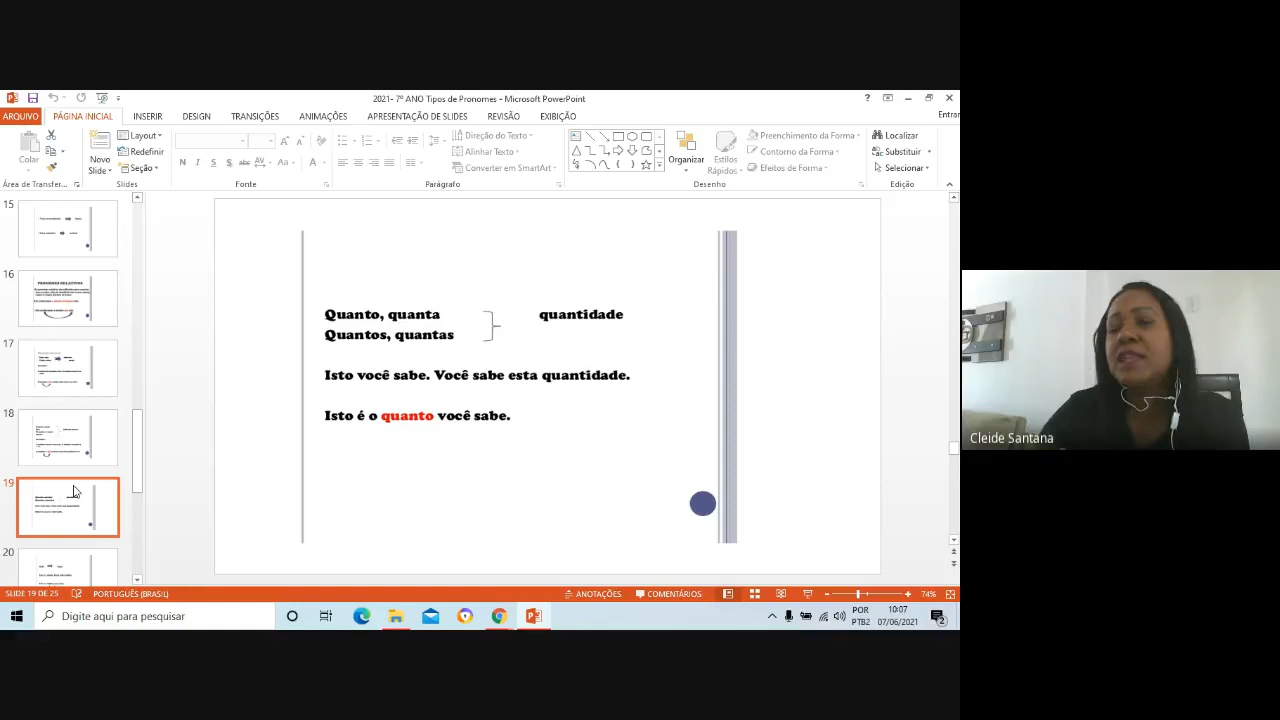 2021- 7º ANO Tipos de Pronomes - Microsoft PowerPoint
ARQUIVO PÁGINA INICIAL INSERIR DESIGN TRANSIÇÕES ANIMAÇÕES APRESENTAÇÃO DE SLIDES REVISÃO EXIBIÇÃO Entrar
Colar
Novo
Slide
Layout
Redefinir
Seção
Direção do Texto
Alinhar Texto
Converter em SmartArt
Organizar
Estilos
Rápidos
Preenchimento da Forma
Contorno da Forma
Efeitos de Forma
Localizar
Substituir
Selecionar
Área de Transfer... Slides Fonte Parágrafo Desenho Edição
15
16
PRONOMES RELATIVOS
17
18
19
20
Quanto, quanta quantidade
Quantos, quantas
Isto você sabe. Você sabe esta quantidade.
Isto é o quanto você sabe.
Cleide Santana
SLIDE 19 DE 25 PORTUGUÊS (BRASIL) ANOTAÇÕES COMENTÁRIOS 74%
Digite aqui para pesquisar
POR
PTB2
10:07
07/06/2021
2